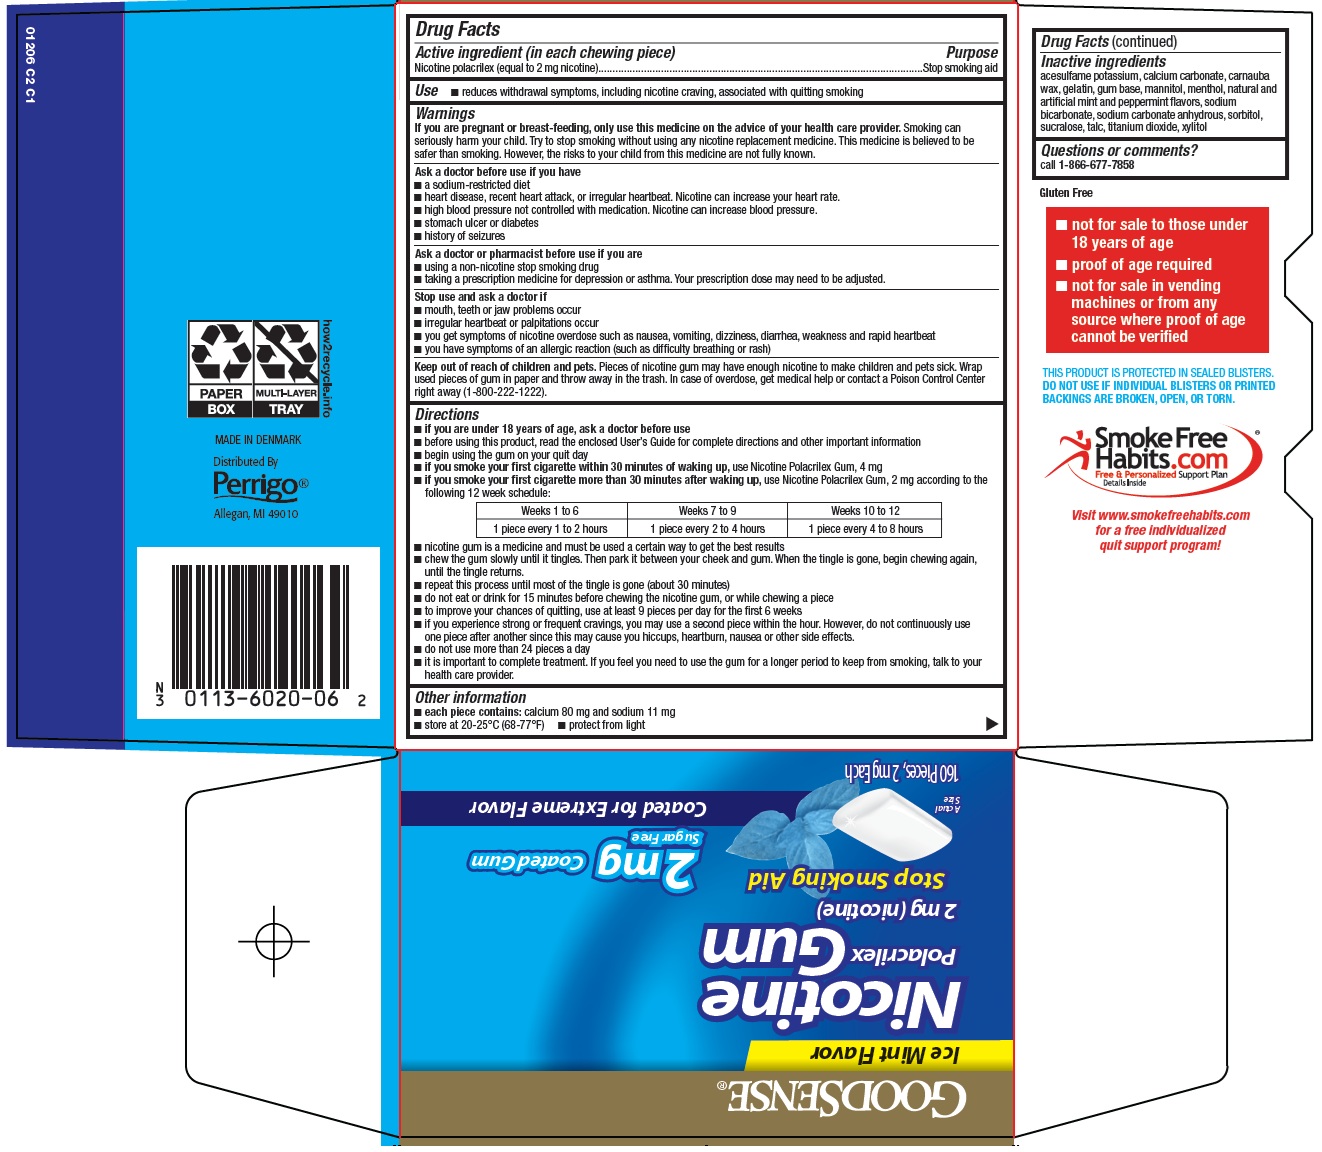 01206 C2 C1
how2recycle.info
PAPER
BOX
MULTI-LAYER
TRAY
MADE IN DENMARK
Distributed By
Perrigo®
Allegan, MI 49010
N
3 0113-6020-06 2
Drug Facts
Active ingredient (in each chewing piece) Purpose
Nicotine polacrilex (equal to 2 mg nicotine)........Stop smoking aid
Use ■ reduces withdrawal symptoms, including nicotine craving, associated with quitting smoking
Warnings
If you are pregnant or breast-feeding, only use this medicine on the advice of your health care provider. Smoking can
seriously harm your child. Try to stop smoking without using any nicotine replacement medicine. This medicine is believed to be
safer than smoking. However, the risks to your child from this medicine are not fully known.
Ask a doctor before use if you have
■ a sodium-restricted diet
■ heart disease, recent heart attack, or irregular heartbeat. Nicotine can increase your heart rate.
■ high blood pressure not controlled with medication. Nicotine can increase blood pressure.
■ stomach ulcer or diabetes
■ history of seizures
Ask a doctor or pharmacist before use if you are
■ using a non-nicotine stop smoking drug
■ taking a prescription medicine for depression or asthma. Your prescription dose may need to be adjusted.
Stop use and ask a doctor if
■ mouth, teeth or jaw problems occur
■ irregular heartbeat or palpitations occur
■ you get symptoms of nicotine overdose such as nausea, vomiting, dizziness, diarrhea, weakness and rapid heartbeat
■ you have symptoms of an allergic reaction (such as difficulty breathing or rash)
Keep out of reach of children and pets. Pieces of nicotine gum may have enough nicotine to make children and pets sick. Wrap
used pieces of gum in paper and throw away in the trash. In case of overdose, get medical help or contact a Poison Control Center
right away (1-800-222-1222).
Directions
■ if you are under 18 years of age, ask a doctor before use
■ before using this product, read the enclosed User's Guide for complete directions and other important information
■ begin using the gum on your quit day
■ if you smoke your first cigarette within 30 minutes of waking up, use Nicotine Polacrilex Gum, 4 mg
■ if you smoke your first cigarette more than 30 minutes after waking up, use Nicotine Polacrilex Gum, 2 mg according to the
following 12 week schedule:
Weeks 1 to 6 Weeks 7 to 9 Weeks 10 to 12
1 piece every 1 to 2 hours 1 piece every 2 to 4 hours 1 piece every 4 to 8 hours
■ nicotine gum is a medicine and must be used a certain way to get the best results
■ chew the gum slowly until it tingles. Then park it between your cheek and gum. When the tingle is gone, begin chewing again,
until the tingle returns.
■ repeat this process until most of the tingle is gone (about 30 minutes)
■ do not eat or drink for 15 minutes before chewing the nicotine gum, or while chewing a piece
■ to improve your chances of quitting, use at least 9 pieces per day for the first 6 weeks
■ if you experience strong or frequent cravings, you may use a second piece within the hour. However, do not continuously use
one piece after another since this may cause you hiccups, heartburn, nausea or other side effects.
■ do not use more than 24 pieces a day
■ it is important to complete treatment. If you feel you need to use the gum for a longer period to keep from smoking, talk to your
health care provider.
Other information
■ each piece contains: calcium 80 mg and sodium 11 mg
■ store at 20-25°C (68-77°F) ■ protect from light
Drug Facts (continued)
Inactive ingredients
acesulfame potassium, calcium carbonate, carnauba
wax, gelatin, gum base, mannitol, menthol, natural and
artificial mint and peppermint flavors, sodium
bicarbonate, sodium carbonate anhydrous, sorbitol,
sucralose, talc, titanium dioxide, xylitol
Questions or comments?
call 1-866-677-7858
Gluten Free
■ not for sale to those under
18 years of age
■ proof of age required
■ not for sale in vending
machines or from any
source where proof of age
cannot be verified
THIS PRODUCT IS PROTECTED IN SEALED BLISTERS.
DO NOT USE IF INDIVIDUAL BLISTERS OR PRINTED
BACKINGS ARE BROKEN, OPEN, OR TORN.
SmokeFree®
Habits.com
Free & Personalized Support Plan
Details Inside
Visit www.smokefreehabits.com
for a free individualized
quit support program!
GOODSENSE®
Ice Mint Flavor
Nicotine
Polacrilex Gum
2 mg (nicotine)
Stop Smoking Aid
2mg Coated Gum
Sugar Free
Coated for Extreme Flavor
Actual
Size
160 Pieces, 2 mg Each